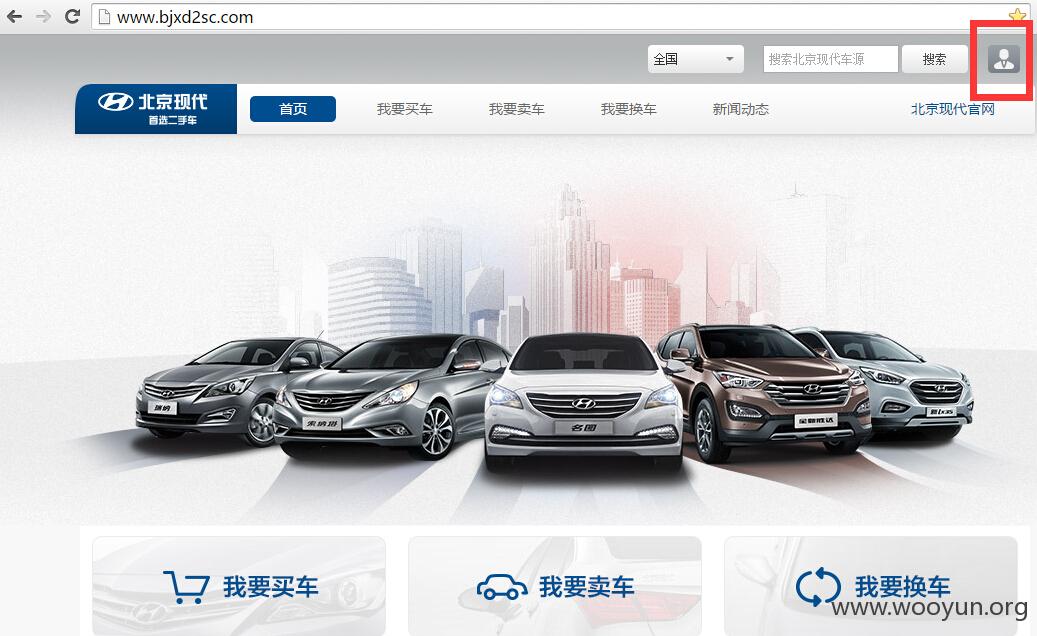 www.bjxd2sc.com
全国
搜索北京现代车源
搜索
北京现代
首选二手车
首页
我要买车
我要卖车
我要换车
新闻动态
北京现代官网
瑞纳
索纳塔
名图
全新胜达
新ix35
我要买车
我要卖车
我要换车
www.wooyun.org